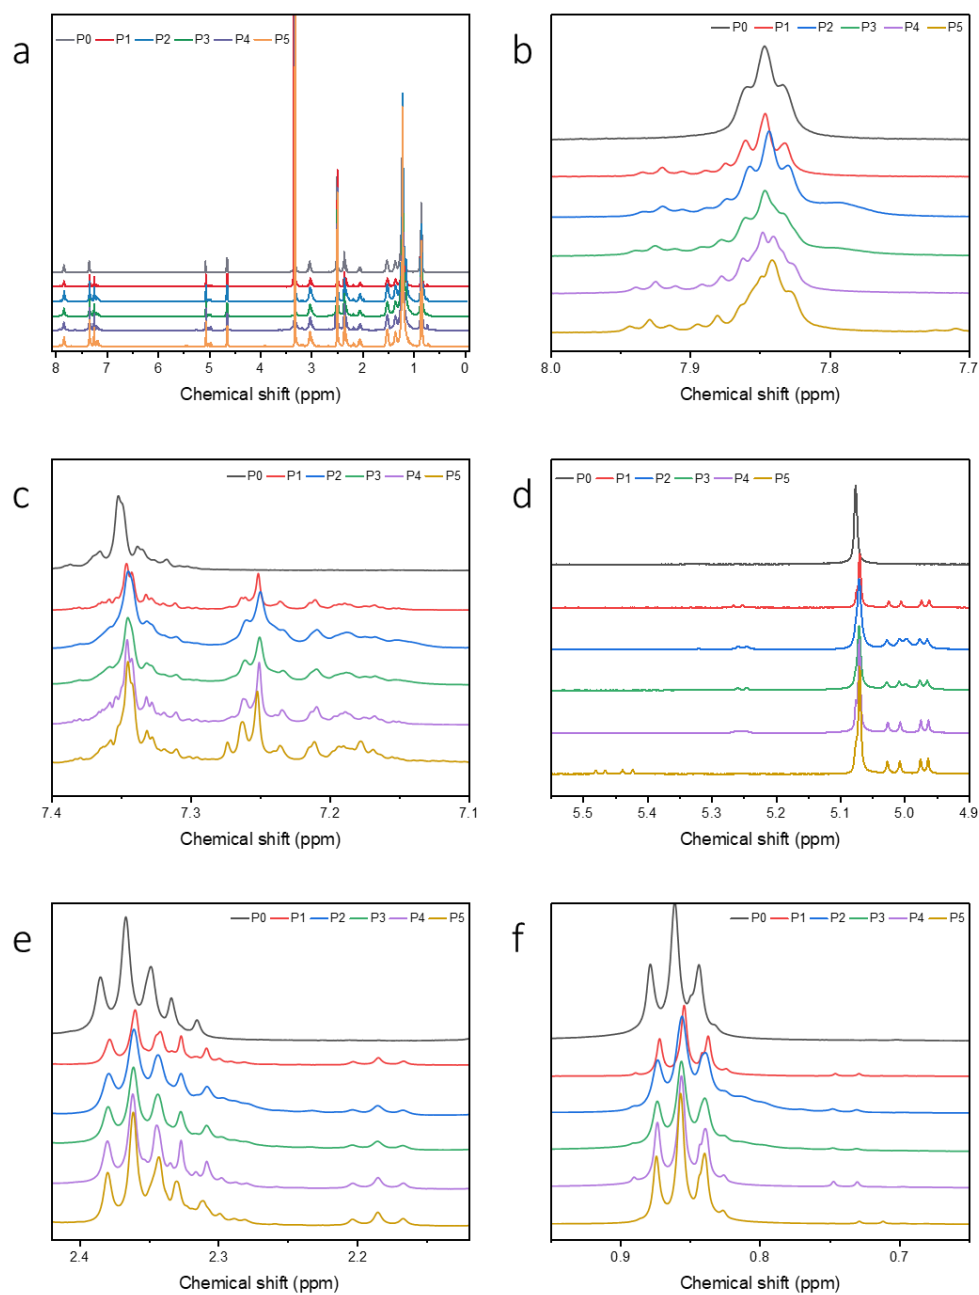 a
P0 P1 P2 P3 P4 P5
8 7 6 5 4 3 2 1 0
Chemical shift (ppm)
b
P0 P1 P2 P3 P4 P5
8.0 7.9 7.8 7.7
Chemical shift (ppm)
c
P0 P1 P2 P3 P4 P5
7.4 7.3 7.2 7.1
Chemical shift (ppm)
d
P0 P1 P2 P3 P4 P5
5.5 5.4 5.3 5.2 5.1 5.0 4.9
Chemical shift (ppm)
e
P0 P1 P2 P3 P4 P5
2.4 2.3 2.2
Chemical shift (ppm)
f
P0 P1 P2 P3 P4 P5
0.9 0.8 0.7
Chemical shift (ppm)